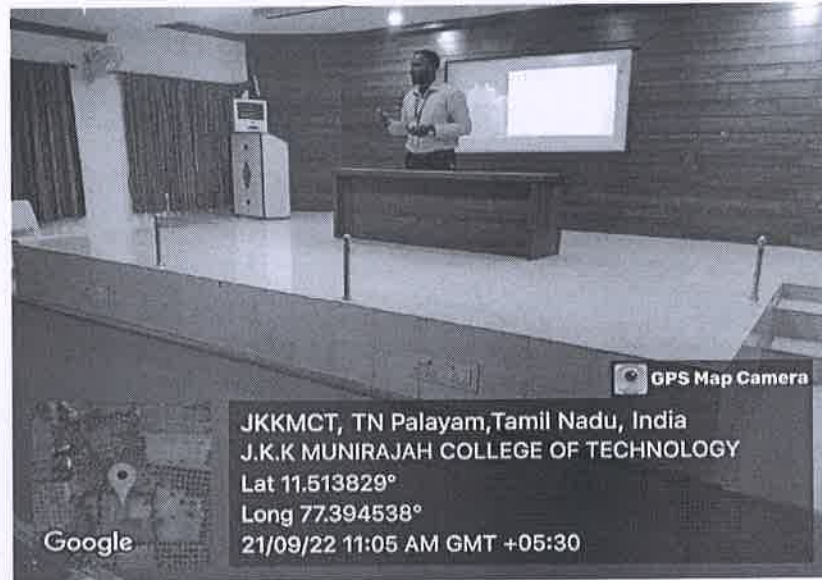 GPS Map Camera
JKKMCT, TN Palayam,Tamil Nadu, India
J.K.K MUNIRAJAH COLLEGE OF TECHNOLOGY
Lat 11.513829°
Long 77.394538°
21/09/22 11:05 AM GMT +05:30
Google